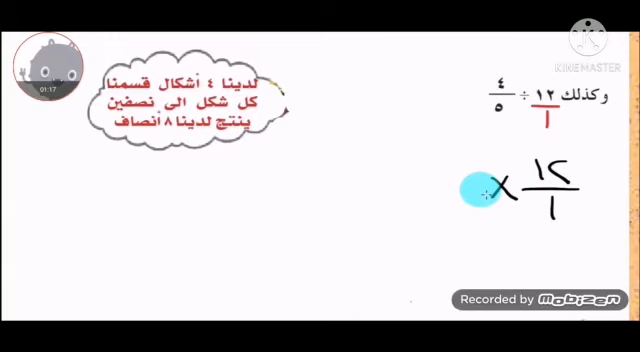 KINEMASTER
01:17
لدينا ٤ أشكال قسمنا
كل شكل الى نصفين
ينتج لدينا ٨ أنصاف
وكذلك ١٢/١ ÷ ٤/٥
١٢/١ ×
Recorded by Mobizen